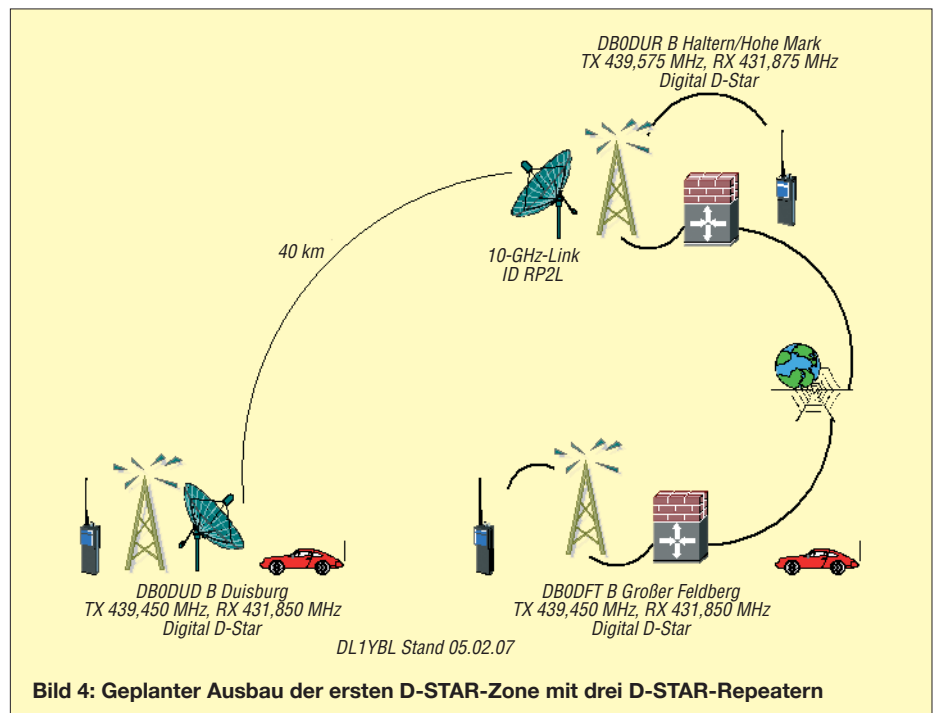 DB0DUR B Haltern/Hohe Mark
TX 439,575 MHz, RX 431,875 MHz
Digital D-Star
10-GHz-Link
ID RP2L
40 km
DB0DUD B Duisburg
TX 439,450 MHz, RX 431,850 MHz
Digital D-Star
DB0DFT B Großer Feldberg
TX 439,450 MHz, RX 431,850 MHz
Digital D-Star
DL1YBL Stand 05.02.07
Bild 4: Geplanter Ausbau der ersten D-STAR-Zone mit drei D-STAR-Repeatern